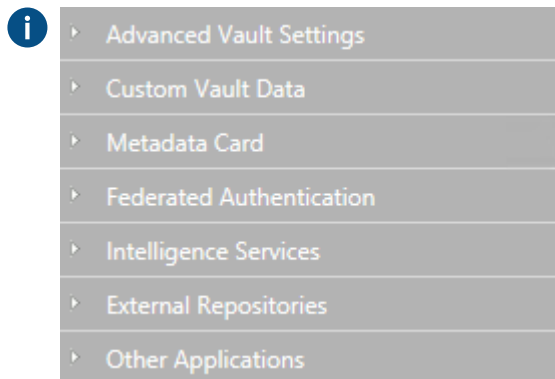 i
Advanced Vault Settings
Custom Vault Data
Metadata Card
Federated Authentication
Intelligence Services
External Repositories
Other Applications